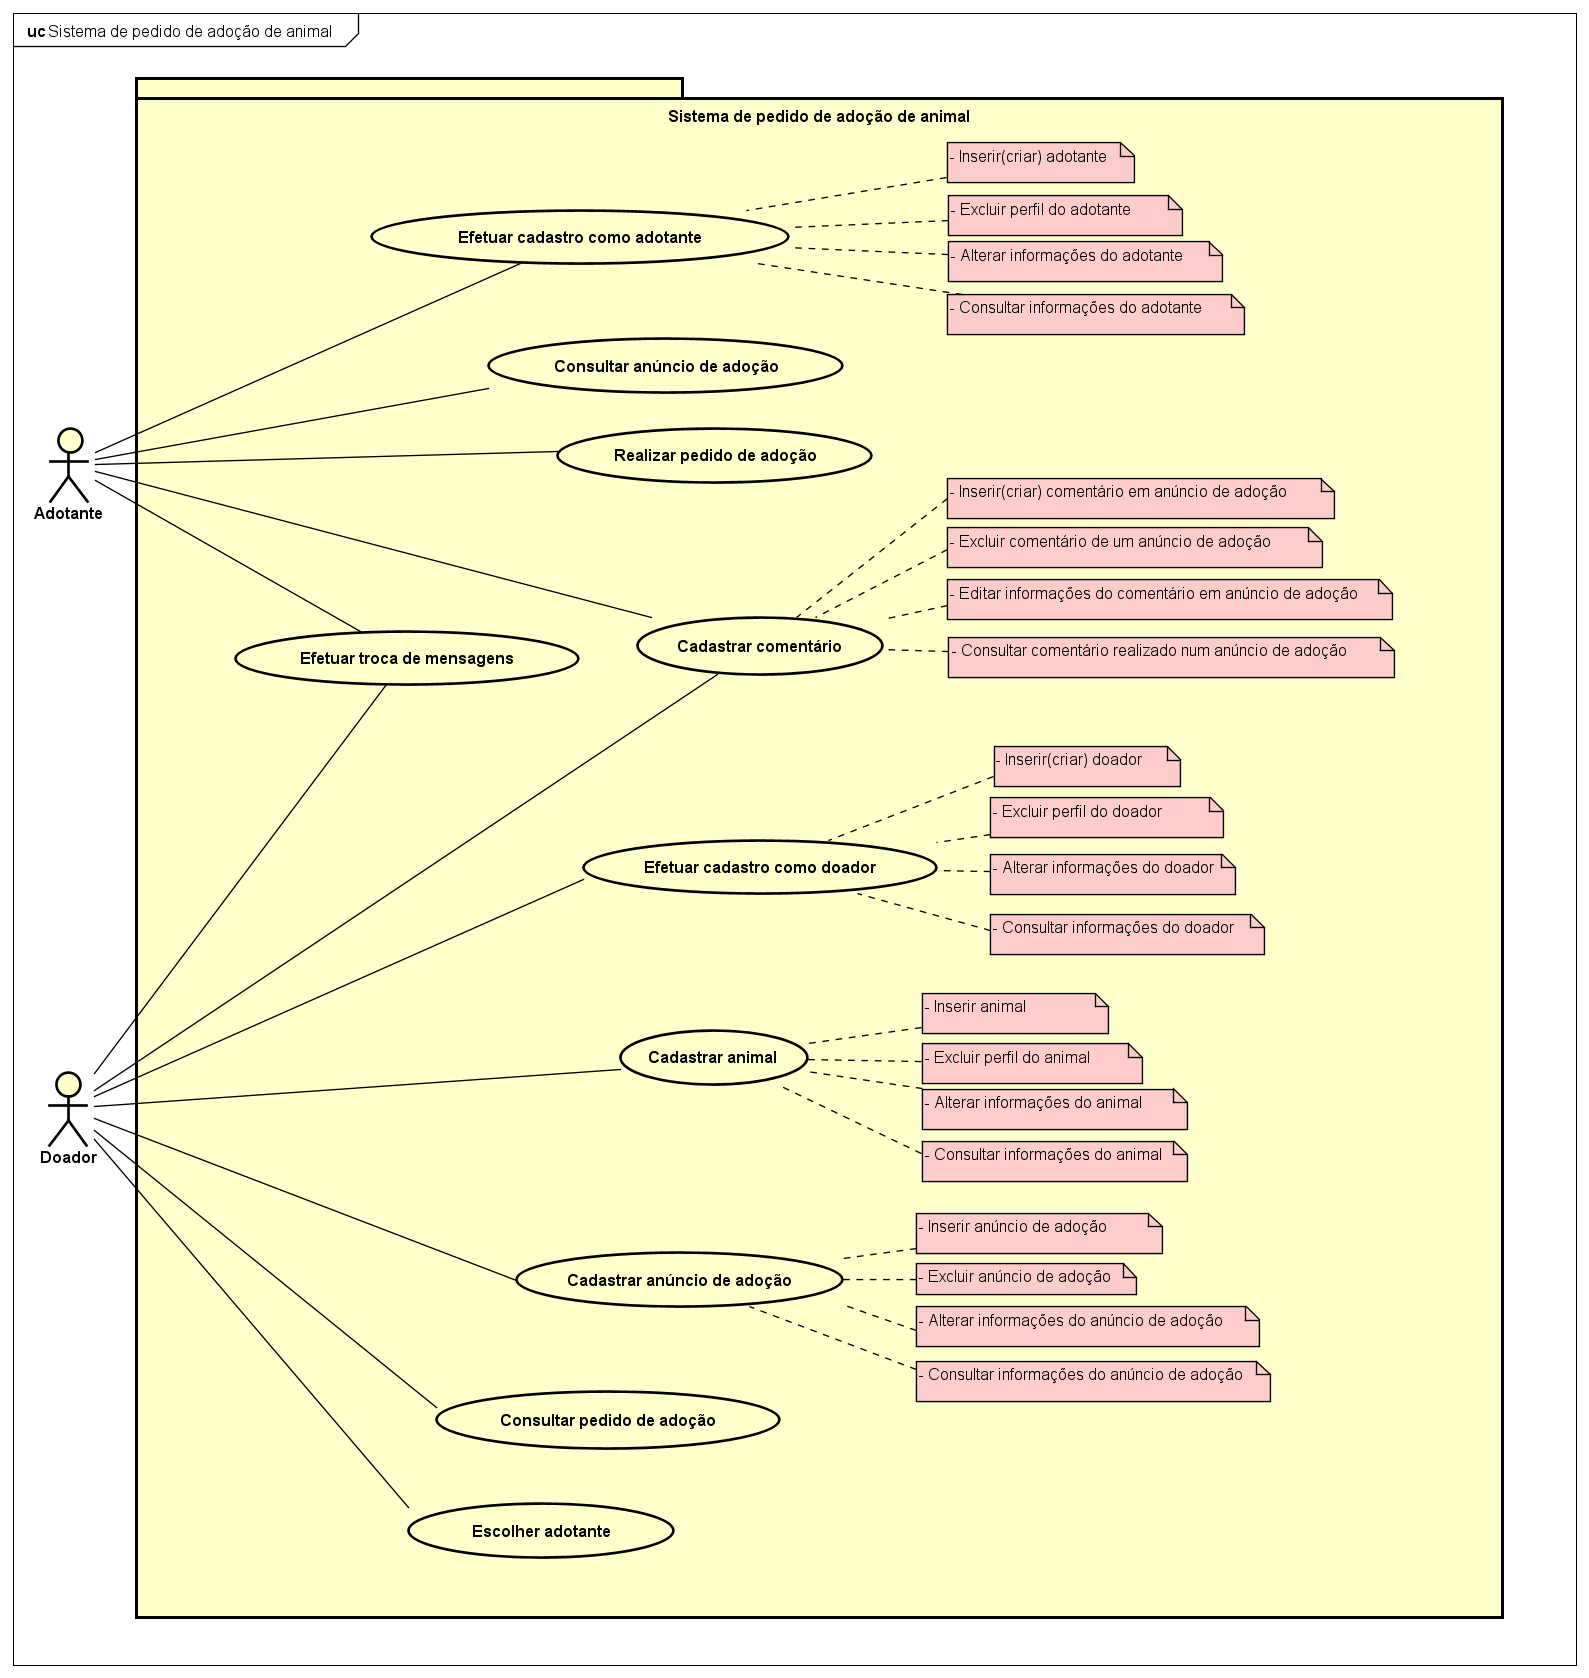 uc Sistema de pedido de adoção de animal
Sistema de pedido de adoção de animal
- Inserir(criar) adotante
- Excluir perfil do adotante
Efetuar cadastro como adotante
- Alterar informações do adotante
- Consultar informações do adotante
Consultar anúncio de adoção
Realizar pedido de adoção
Adotante
- Inserir(criar) comentário em anúncio de adoção
- Excluir comentário de um anúncio de adoção
- Editar informações do comentário em anúncio de adoção
Cadastrar comentário
- Consultar comentário realizado num anúncio de adoção
Efetuar troca de mensagens
- Inserir(criar) doador
- Excluir perfil do doador
Efetuar cadastro como doador
- Alterar informações do doador
- Consultar informações do doador
- Inserir animal
Cadastrar animal
- Excluir perfil do animal
- Alterar informações do animal
- Consultar informações do animal
Doador
- Inserir anúncio de adoção
Cadastrar anúncio de adoção
- Excluir anúncio de adoção
- Alterar informações do anúncio de adoção
- Consultar informações do anúncio de adoção
Consultar pedido de adoção
Escolher adotante